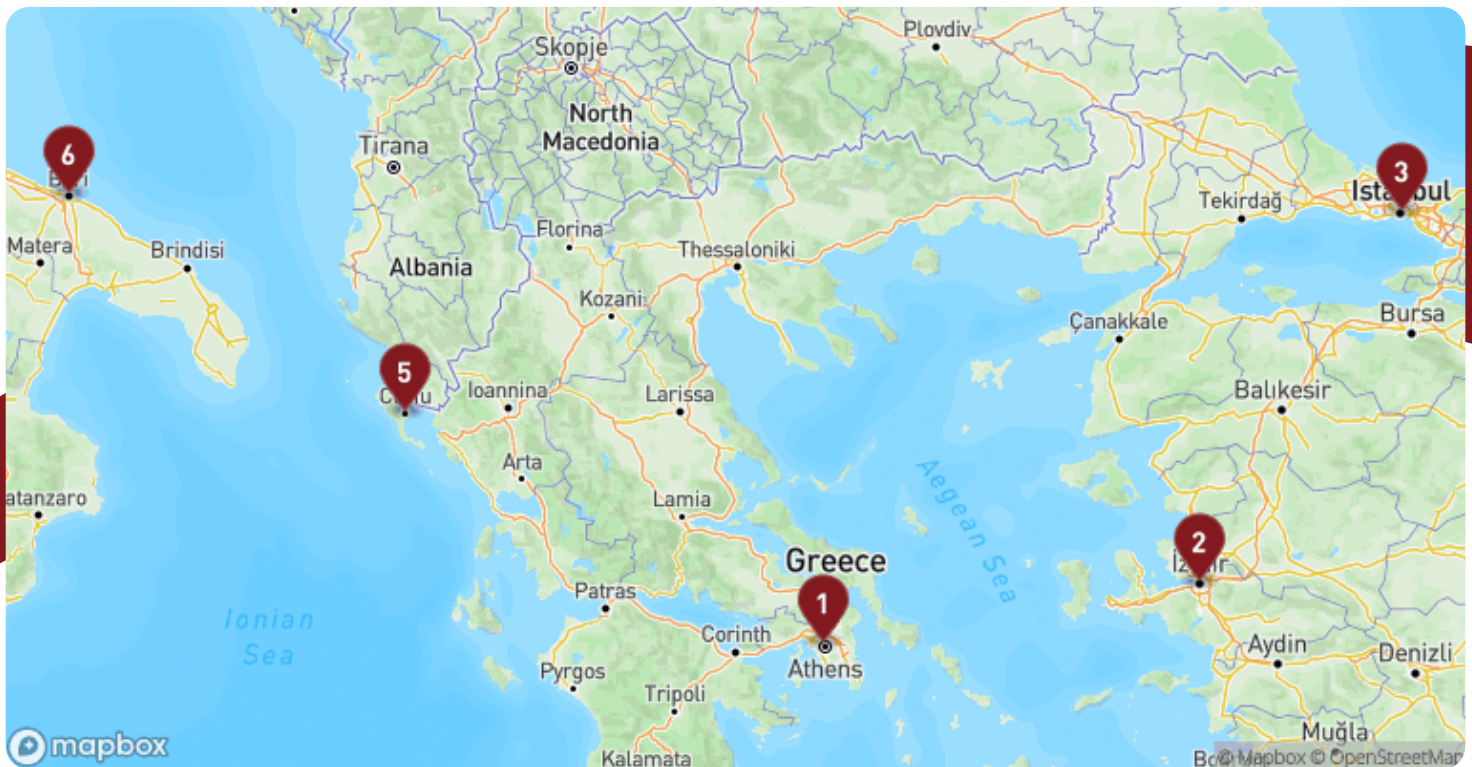 Plovdiv
Skopje
North
Macedonia
6
Tirana
3
Istanbul
Tekirdağ
Matera
Brindisi
Florina
Thessaloniki
Albania
Kozani
Çanakkale
Bursa
5
Ioannina
Larissa
Balıkesir
Aegean Sea
Arta
atanzaro
Lamia
2
İzmir
Greece
1
Patras
Ionian
Sea
Corinth
Athens
Aydin
Denizli
Pyrgos
Tripoli
Muğla
mapbox
Kalamata
© Mapbox © OpenStreetMap